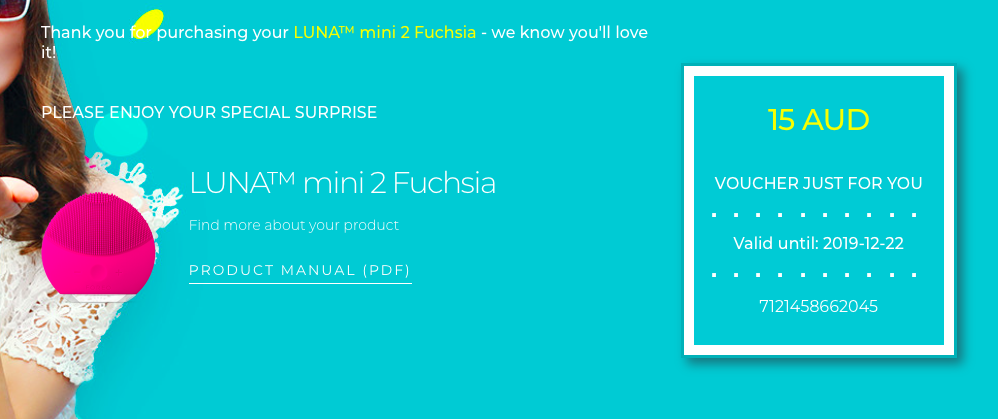 Thank you for purchasing your LUNA™ mini 2 Fuchsia - we know you'll love
it!
PLEASE ENJOY YOUR SPECIAL SURPRISE
LUNA™ mini 2 Fuchsia
Find more about your product
PRODUCT MANUAL (PDF)
15 AUD
VOUCHER JUST FOR YOU
Valid until: 2019-12-22
7121458662045